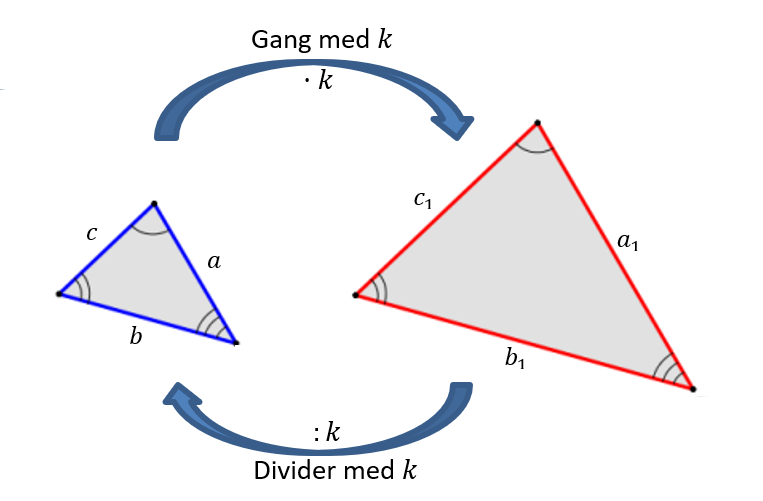 Gang med k
· k
c
a
b
c₁
a₁
b₁
: k
Divider med k